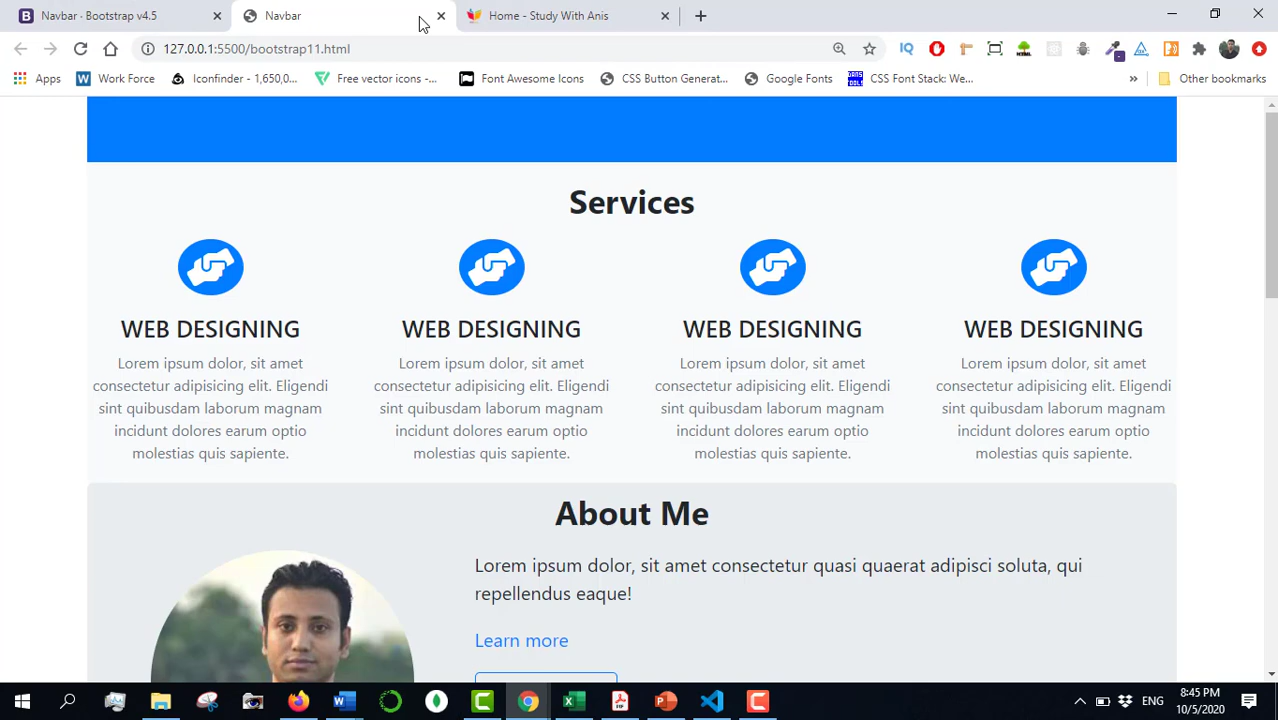 Navbar · Bootstrap v4.5
Navbar
Home - Study With Anis
127.0.0.1:5500/bootstrap11.html
Apps
Work Force
Iconfinder - 1,650,0...
Free vector icons -...
Font Awesome Icons
CSS Button Generat...
Google Fonts
CSS Font Stack: We...
Other bookmarks
Services
WEB DESIGNING
Lorem ipsum dolor, sit amet
consectetur adipisicing elit. Eligendi
sint quibusdam laborum magnam
incidunt dolores earum optio
molestias quis sapiente.
WEB DESIGNING
Lorem ipsum dolor, sit amet
consectetur adipisicing elit. Eligendi
sint quibusdam laborum magnam
incidunt dolores earum optio
molestias quis sapiente.
WEB DESIGNING
Lorem ipsum dolor, sit amet
consectetur adipisicing elit. Eligendi
sint quibusdam laborum magnam
incidunt dolores earum optio
molestias quis sapiente.
WEB DESIGNING
Lorem ipsum dolor, sit amet
consectetur adipisicing elit. Eligendi
sint quibusdam laborum magnam
incidunt dolores earum optio
molestias quis sapiente.
About Me
Lorem ipsum dolor, sit amet consectetur quasi quaerat adipisci soluta, qui
repellendus eaque!
Learn more
ENG
8:45 PM
10/5/2020